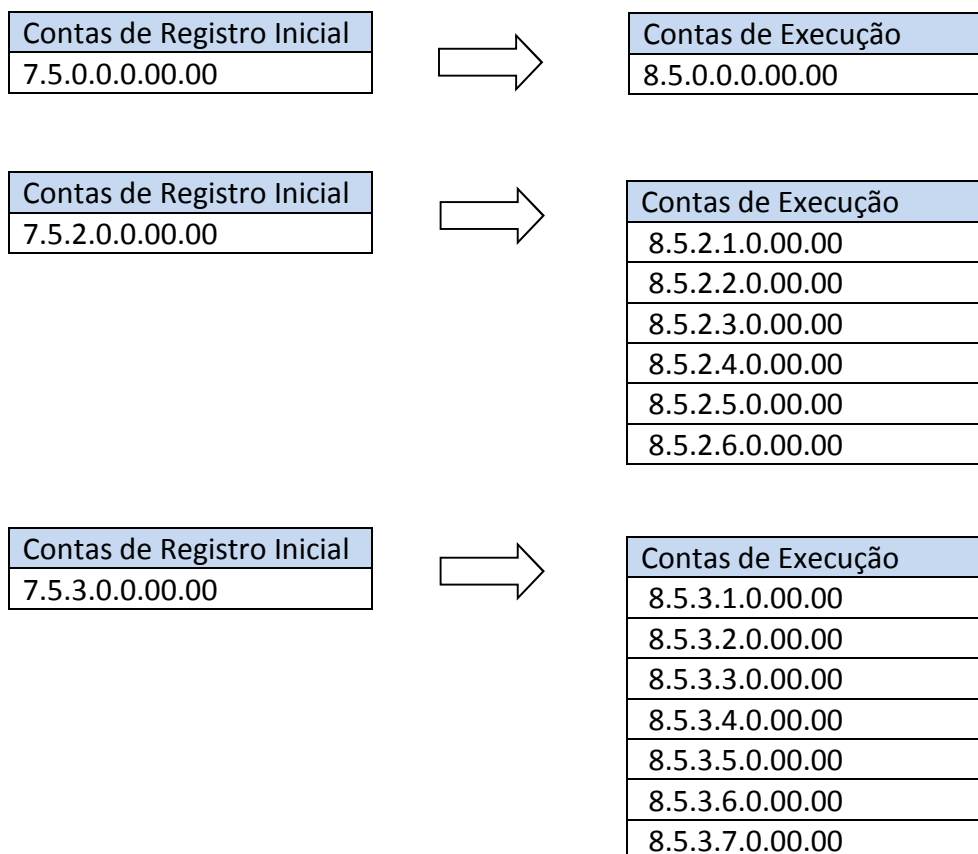 Contas de Registro Inicial
7.5.0.0.0.00.00
Contas de Execução
8.5.0.0.0.00.00
Contas de Registro Inicial
7.5.2.0.0.00.00
Contas de Execução
8.5.2.1.0.00.00
8.5.2.2.0.00.00
8.5.2.3.0.00.00
8.5.2.4.0.00.00
8.5.2.5.0.00.00
8.5.2.6.0.00.00
Contas de Registro Inicial
7.5.3.0.0.00.00
Contas de Execução
8.5.3.1.0.00.00
8.5.3.2.0.00.00
8.5.3.3.0.00.00
8.5.3.4.0.00.00
8.5.3.5.0.00.00
8.5.3.6.0.00.00
8.5.3.7.0.00.00